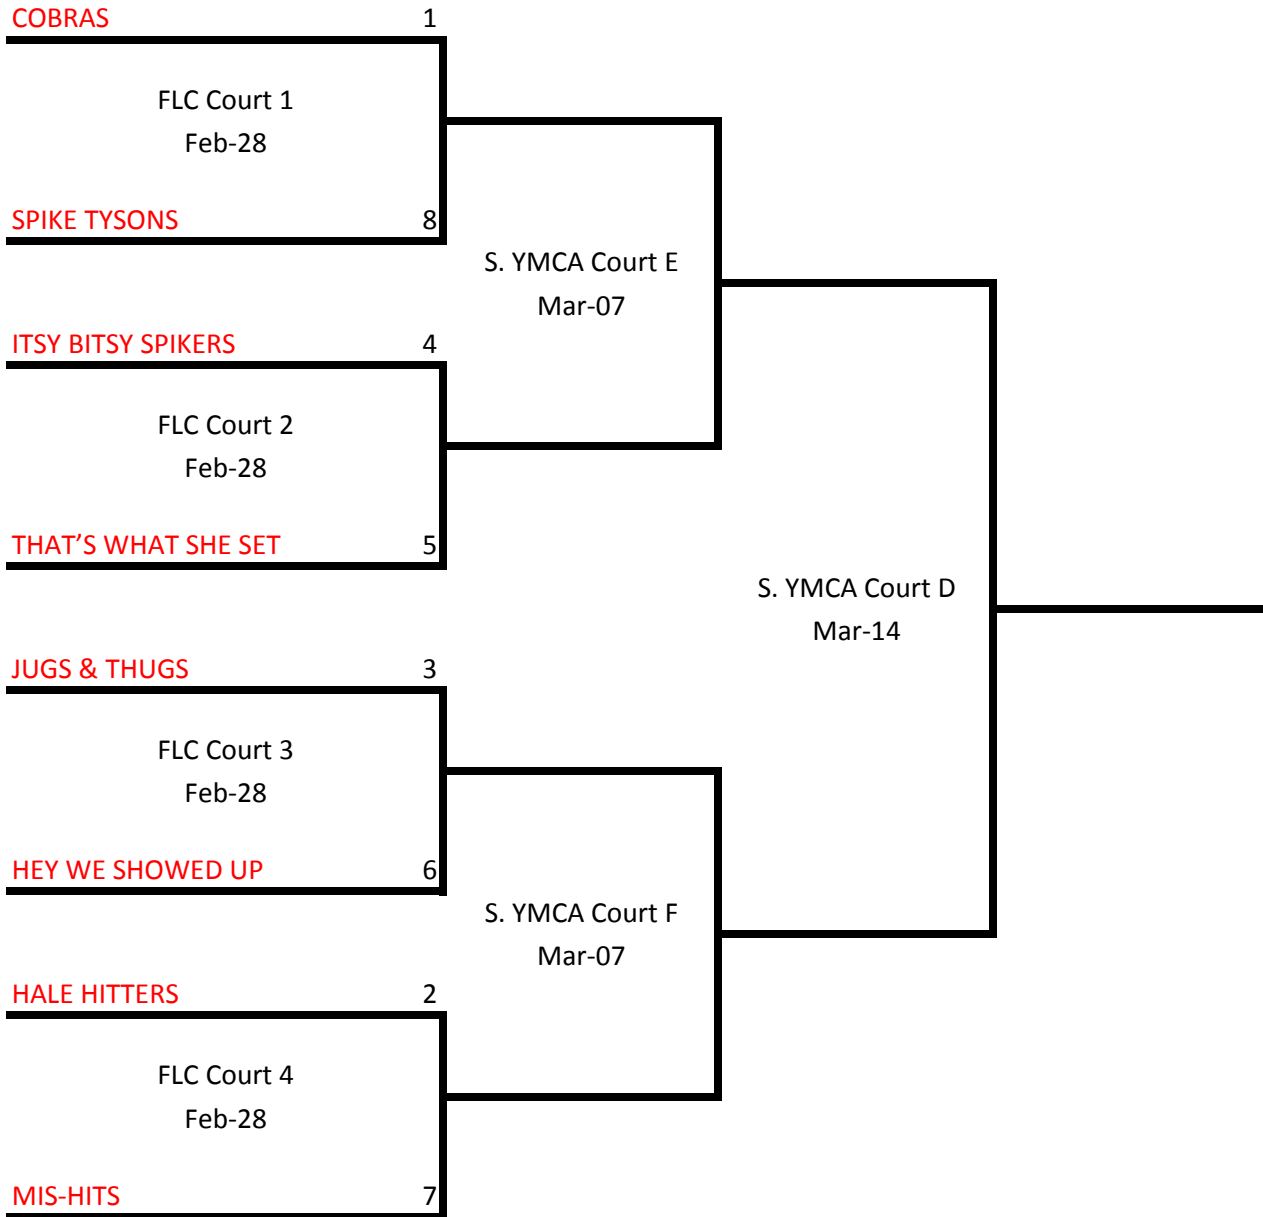 COBRAS 1
FLC Court 1
Feb-28
SPIKE TYSONS 8
S. YMCA Court E
Mar-07
ITSY BITSY SPIKERS 4
FLC Court 2
Feb-28
THAT’S WHAT SHE SET 5
S. YMCA Court D
Mar-14
JUGS & THUGS 3
FLC Court 3
Feb-28
HEY WE SHOWED UP 6
S. YMCA Court F
Mar-07
HALE HITTERS 2
FLC Court 4
Feb-28
MIS-HITS 7